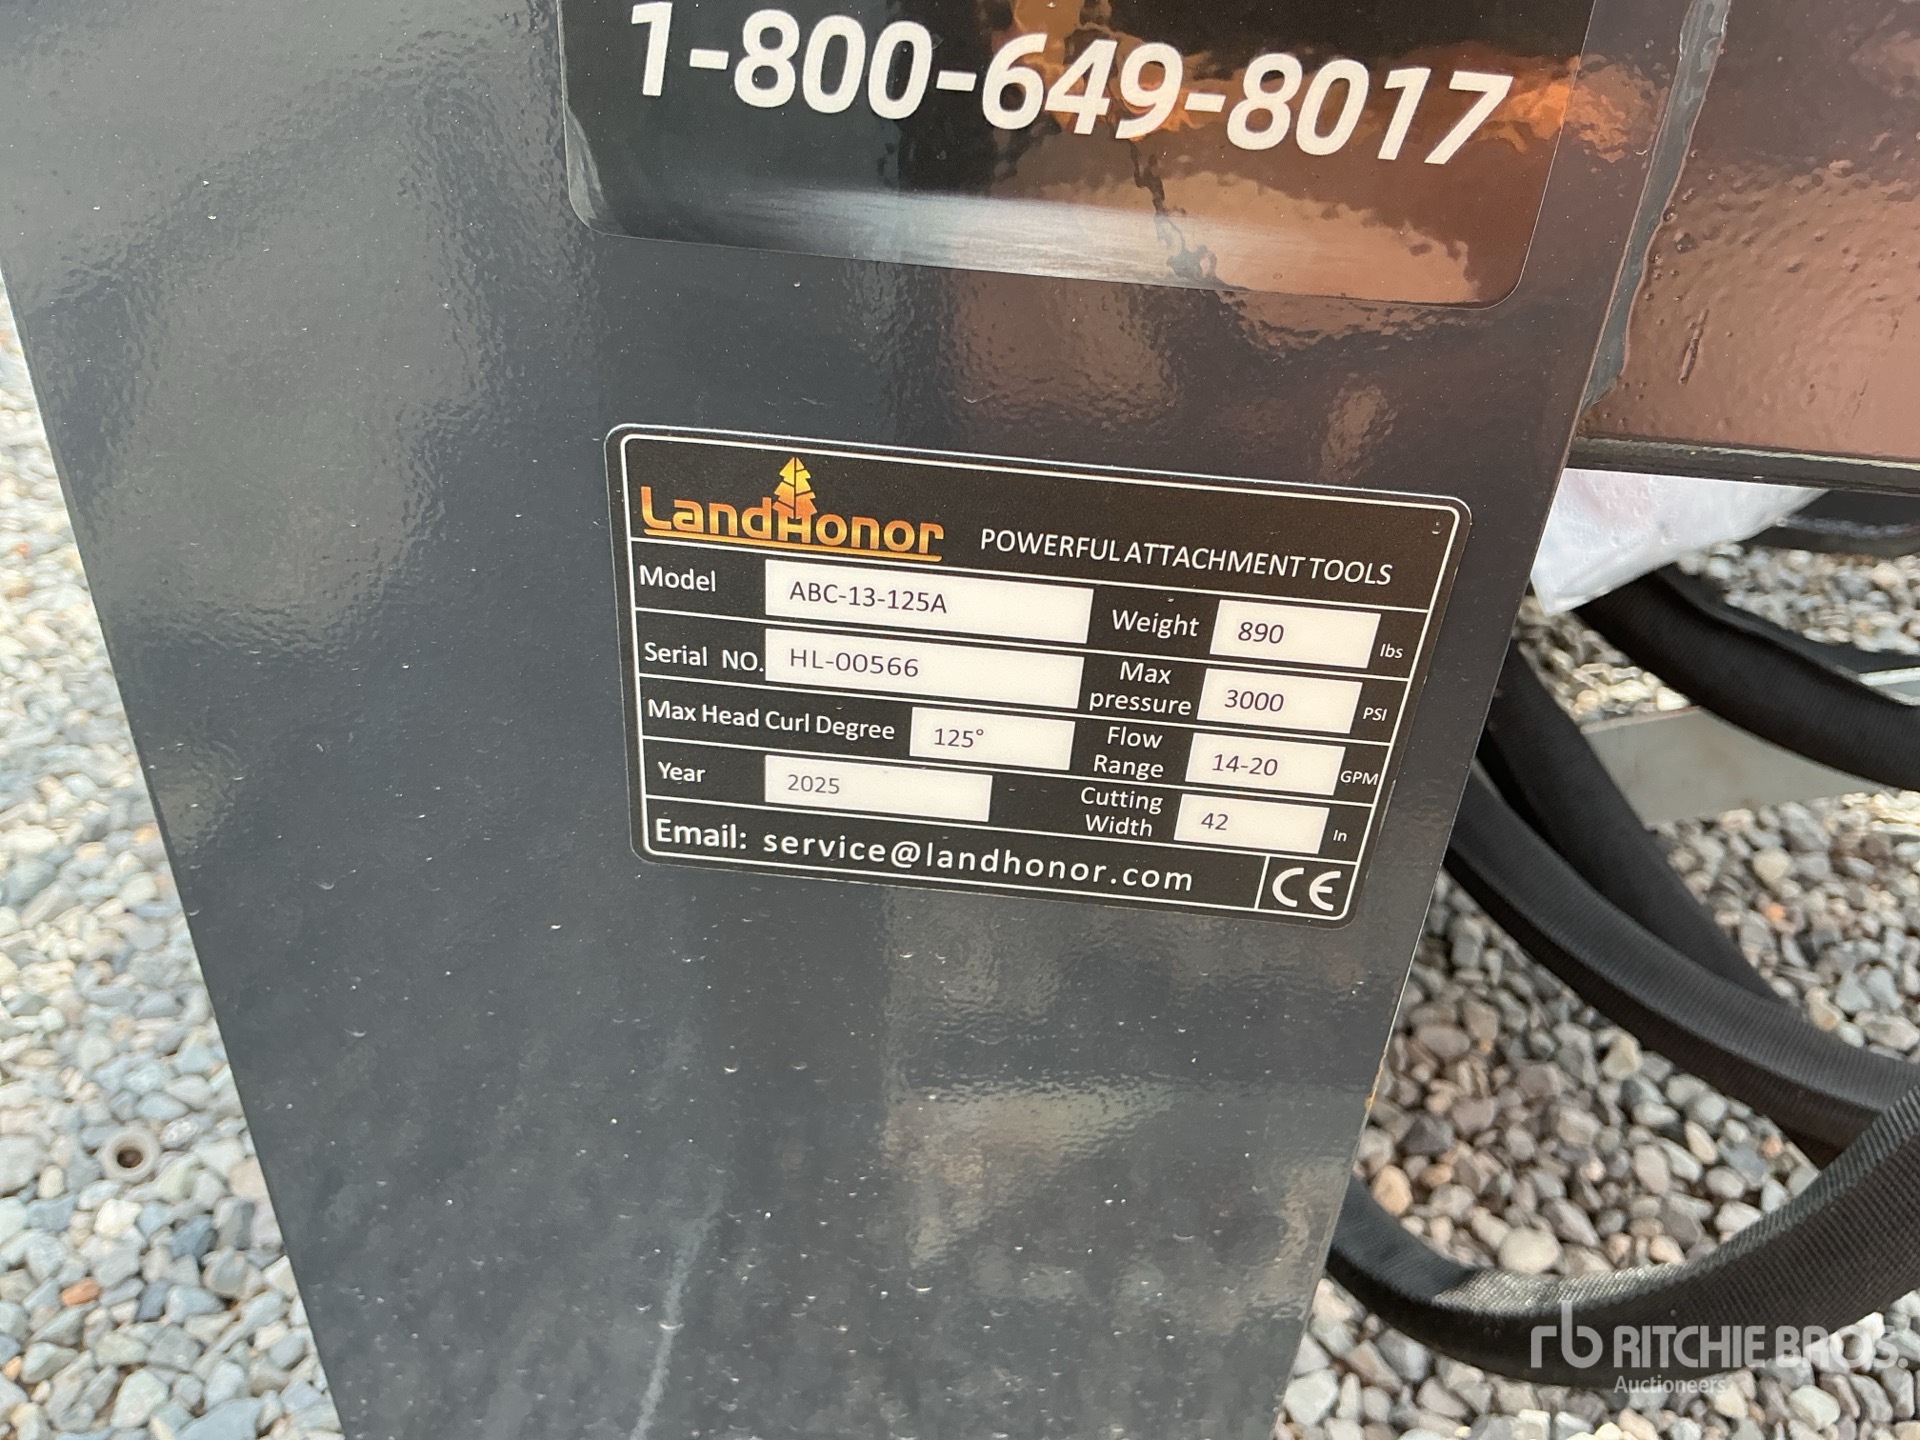 1-800-649-8017
LandHonor POWERFUL ATTACHMENT TOOLS
Model ABC-13-125A Weight 890 lbs
Serial NO. HL-00566 Max pressure 3000 PSI
Max Head Curl Degree 125° Flow Range 14-20 GPM
Year 2025 Cutting Width 42 In
Email: service@landhonor.com CE
rb RITCHIE BROS.
Auctioneers